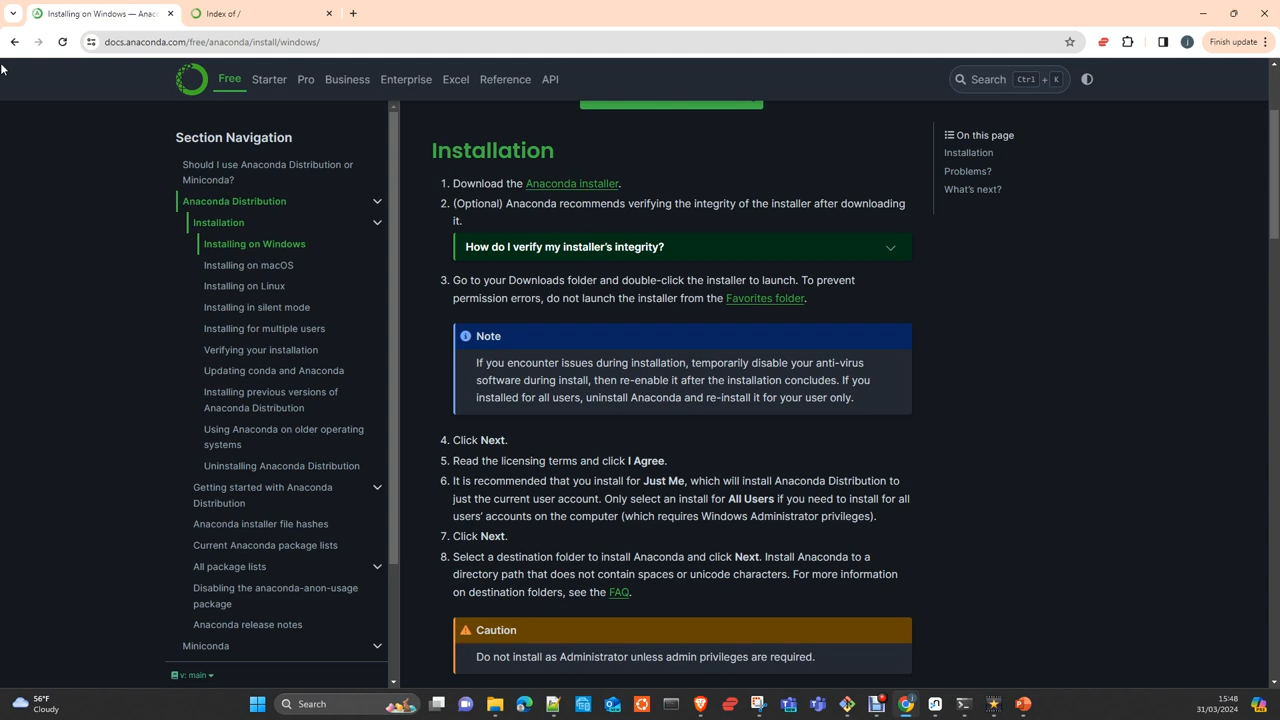 Installing on Windows — Anac
Index of /
docs.anaconda.com/free/anaconda/install/windows/
Finish update
Free
Starter
Pro
Business
Enterprise
Excel
Reference
API
Search
Ctrl + K
Section Navigation
Should I use Anaconda Distribution or
Miniconda?
Anaconda Distribution
Installation
Installing on Windows
Installing on macOS
Installing on Linux
Installing in silent mode
Installing for multiple users
Verifying your installation
Updating conda and Anaconda
Installing previous versions of
Anaconda Distribution
Using Anaconda on older operating
systems
Uninstalling Anaconda Distribution
Getting started with Anaconda
Distribution
Anaconda installer file hashes
Current Anaconda package lists
All package lists
Disabling the anaconda-anon-usage
package
Anaconda release notes
Miniconda
v: main
Installation
1. Download the Anaconda installer.
2. (Optional) Anaconda recommends verifying the integrity of the installer after downloading
it.
How do I verify my installer's integrity?
3. Go to your Downloads folder and double-click the installer to launch. To prevent
permission errors, do not launch the installer from the Favorites folder.
Note
If you encounter issues during installation, temporarily disable your anti-virus
software during install, then re-enable it after the installation concludes. If you
installed for all users, uninstall Anaconda and re-install it for your user only.
4. Click Next.
5. Read the licensing terms and click I Agree.
6. It is recommended that you install for Just Me, which will install Anaconda Distribution to
just the current user account. Only select an install for All Users if you need to install for all
users' accounts on the computer (which requires Windows Administrator privileges).
7. Click Next.
8. Select a destination folder to install Anaconda and click Next. Install Anaconda to a
directory path that does not contain spaces or unicode characters. For more information
on destination folders, see the FAQ.
Caution
Do not install as Administrator unless admin privileges are required.
On this page
Installation
Problems?
What's next?
56°F
Cloudy
Search
15:48
31/03/2024